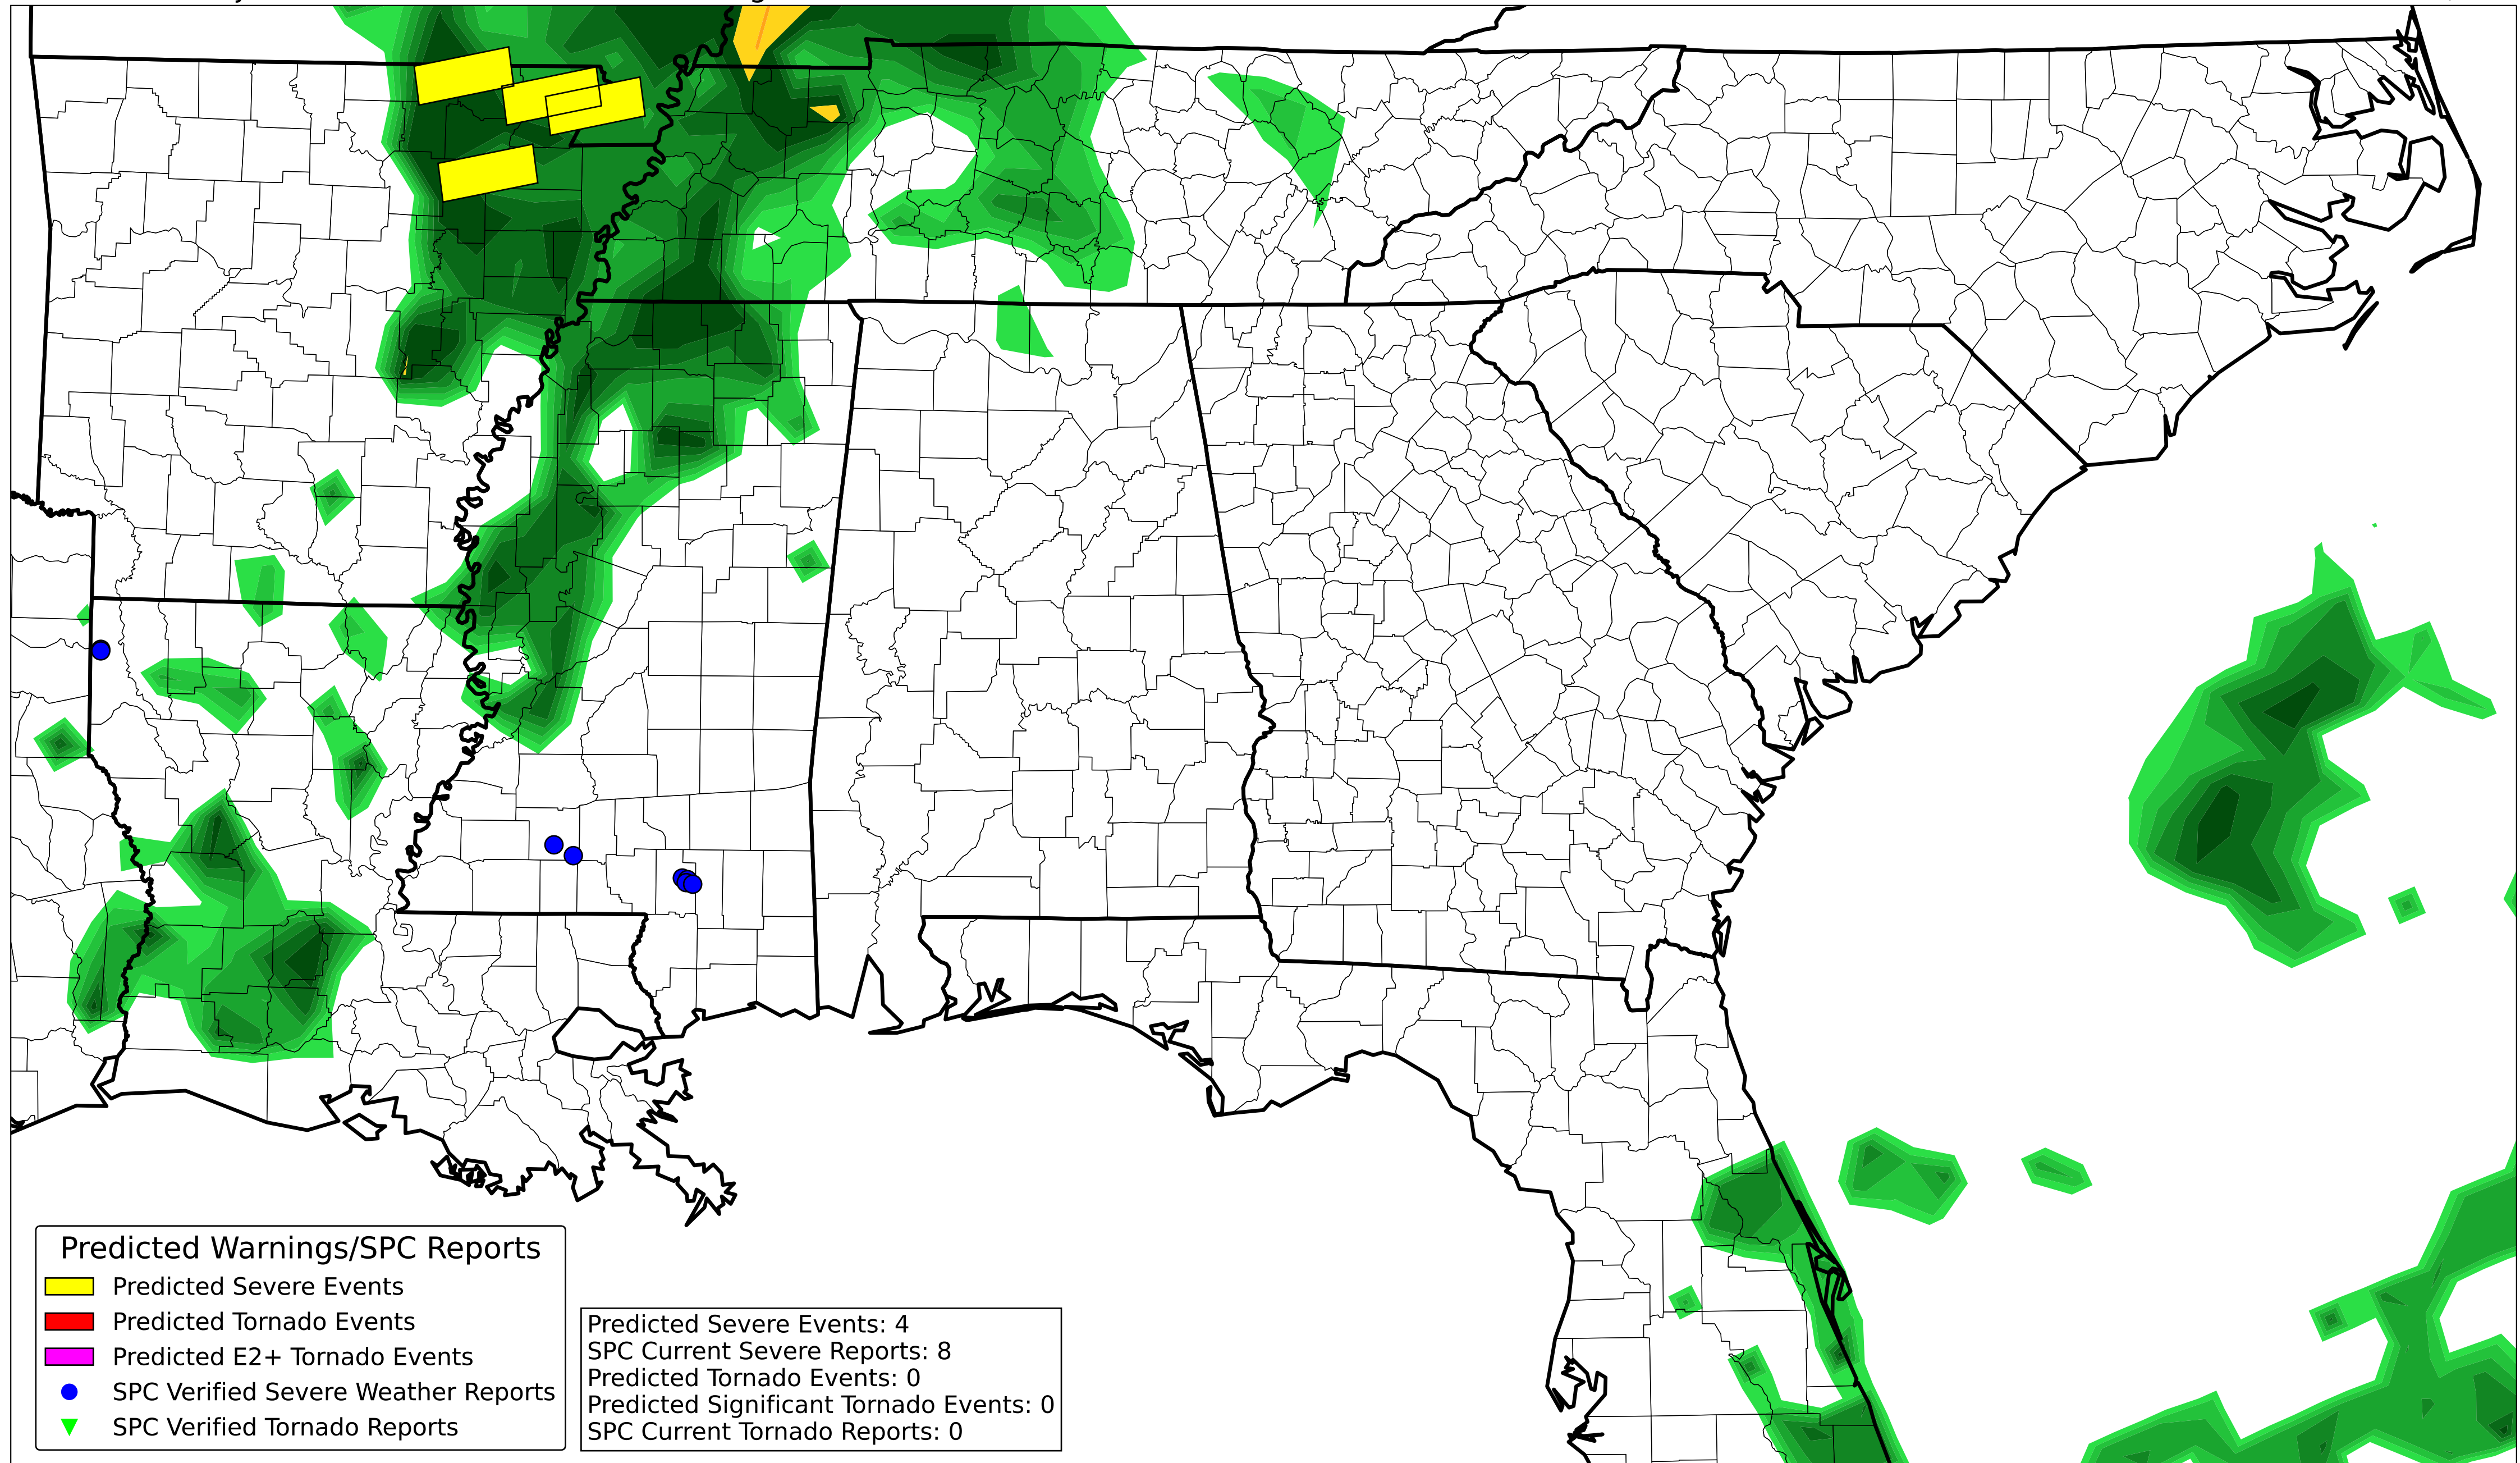 Predicted Warnings/SPC Reports
Predicted Severe Events
Predicted Tornado Events
Predicted E2+ Tornado Events
SPC Verified Severe Weather Reports
SPC Verified Tornado Reports
Predicted Severe Events: 4
SPC Current Severe Reports: 8
Predicted Tornado Events: 0
Predicted Significant Tornado Events: 0
SPC Current Tornado Reports: 0